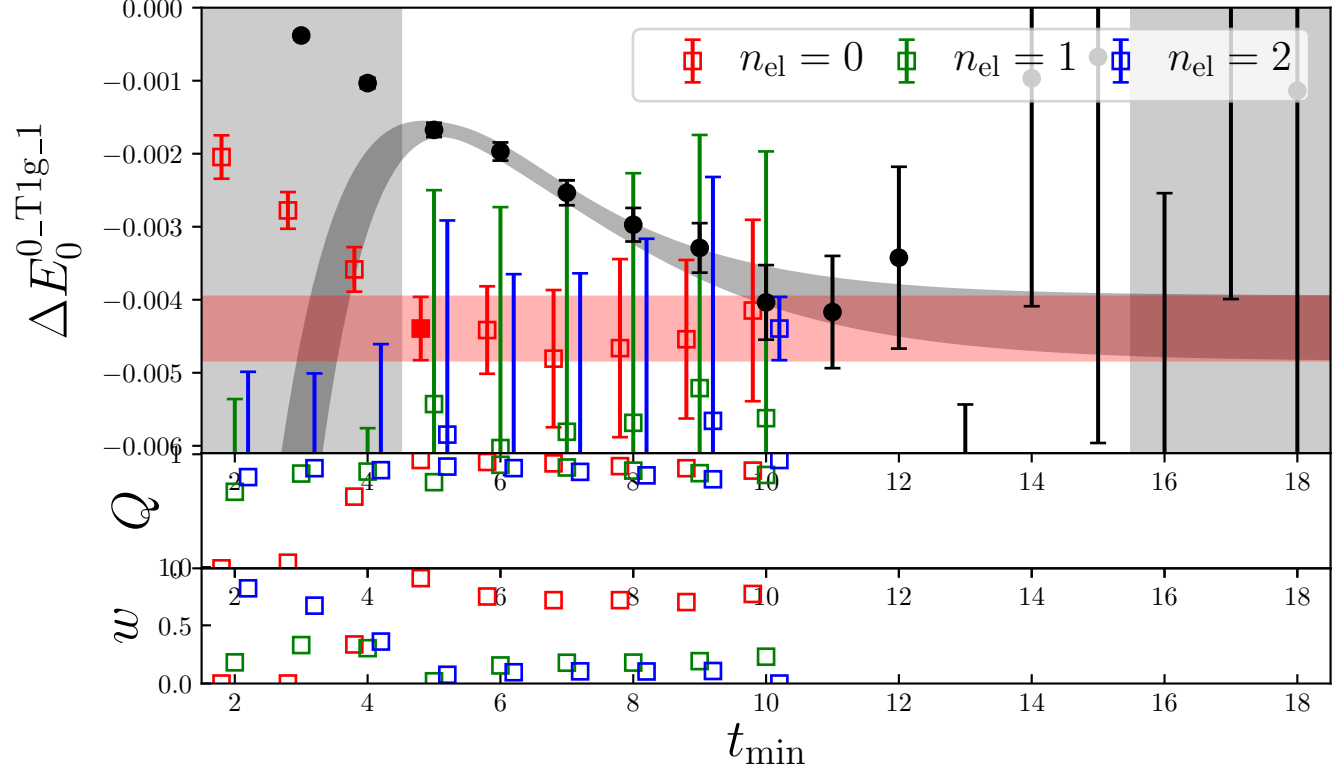 0.000
−0.001
−0.002
−0.003
−0.004
−0.005
−0.006
ΔE₀^{0_T1g_1}
n_el = 0 n_el = 1 n_el = 2
1
2 4 6 8 10 12 14 16 18
Q
0
1.0
2 4 6 8 10 12 14 16 18
0.5
w
0.0
2 4 6 8 10 12 14 16 18
t_min